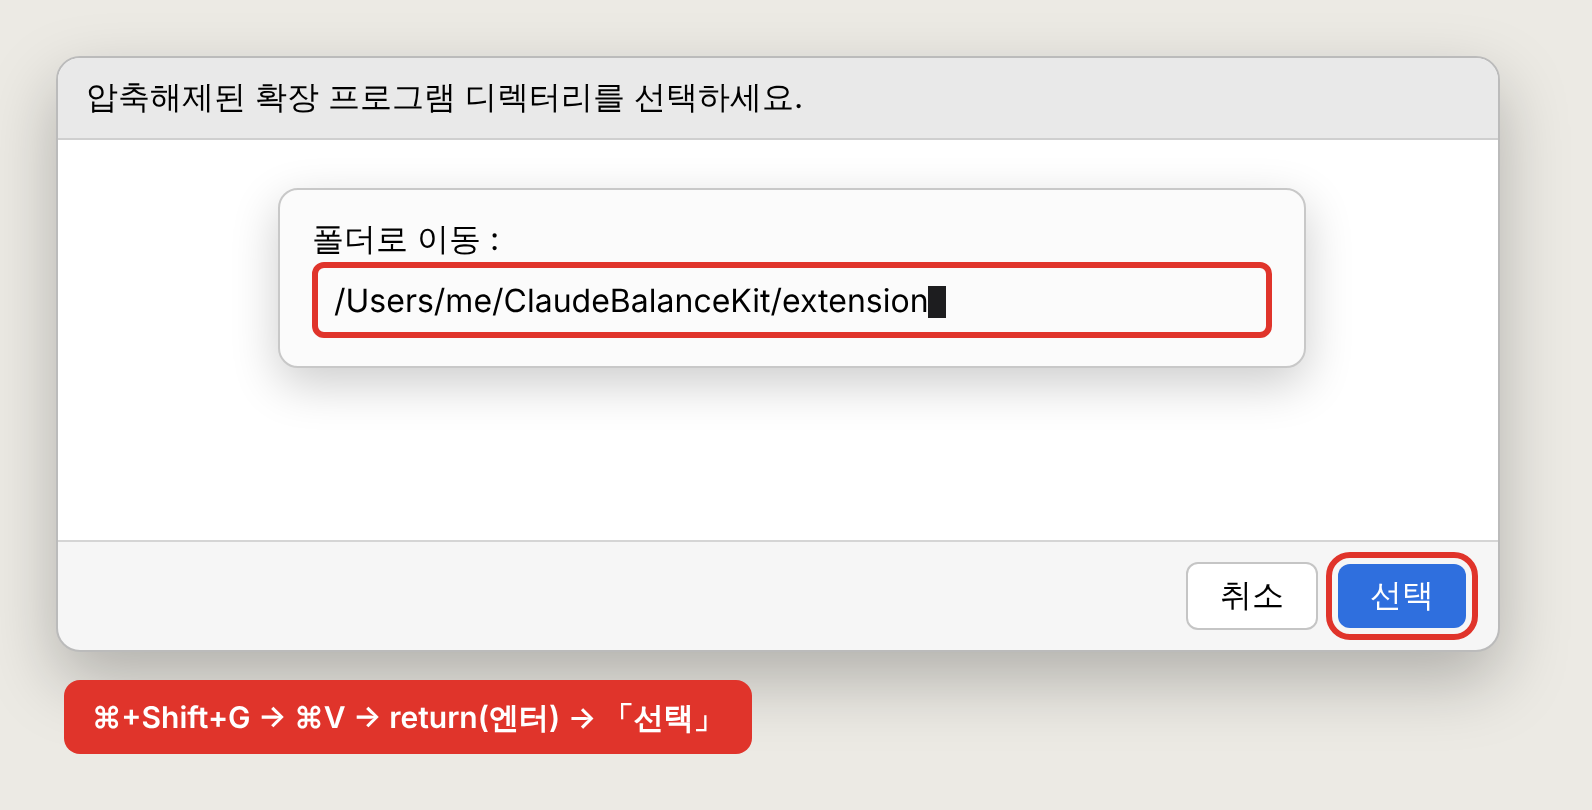 압축해제된 확장 프로그램 디렉터리를 선택하세요.
폴더로 이동 :
/Users/me/ClaudeBalanceKit/extension
취소
선택
⌘+Shift+G → ⌘V → return(엔터) → 「선택」